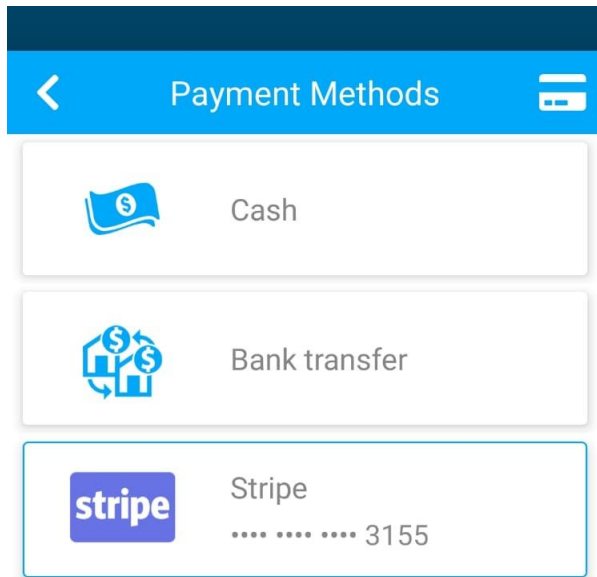 Payment Methods
Cash
Bank transfer
stripe
Stripe
•••• •••• •••• 3155